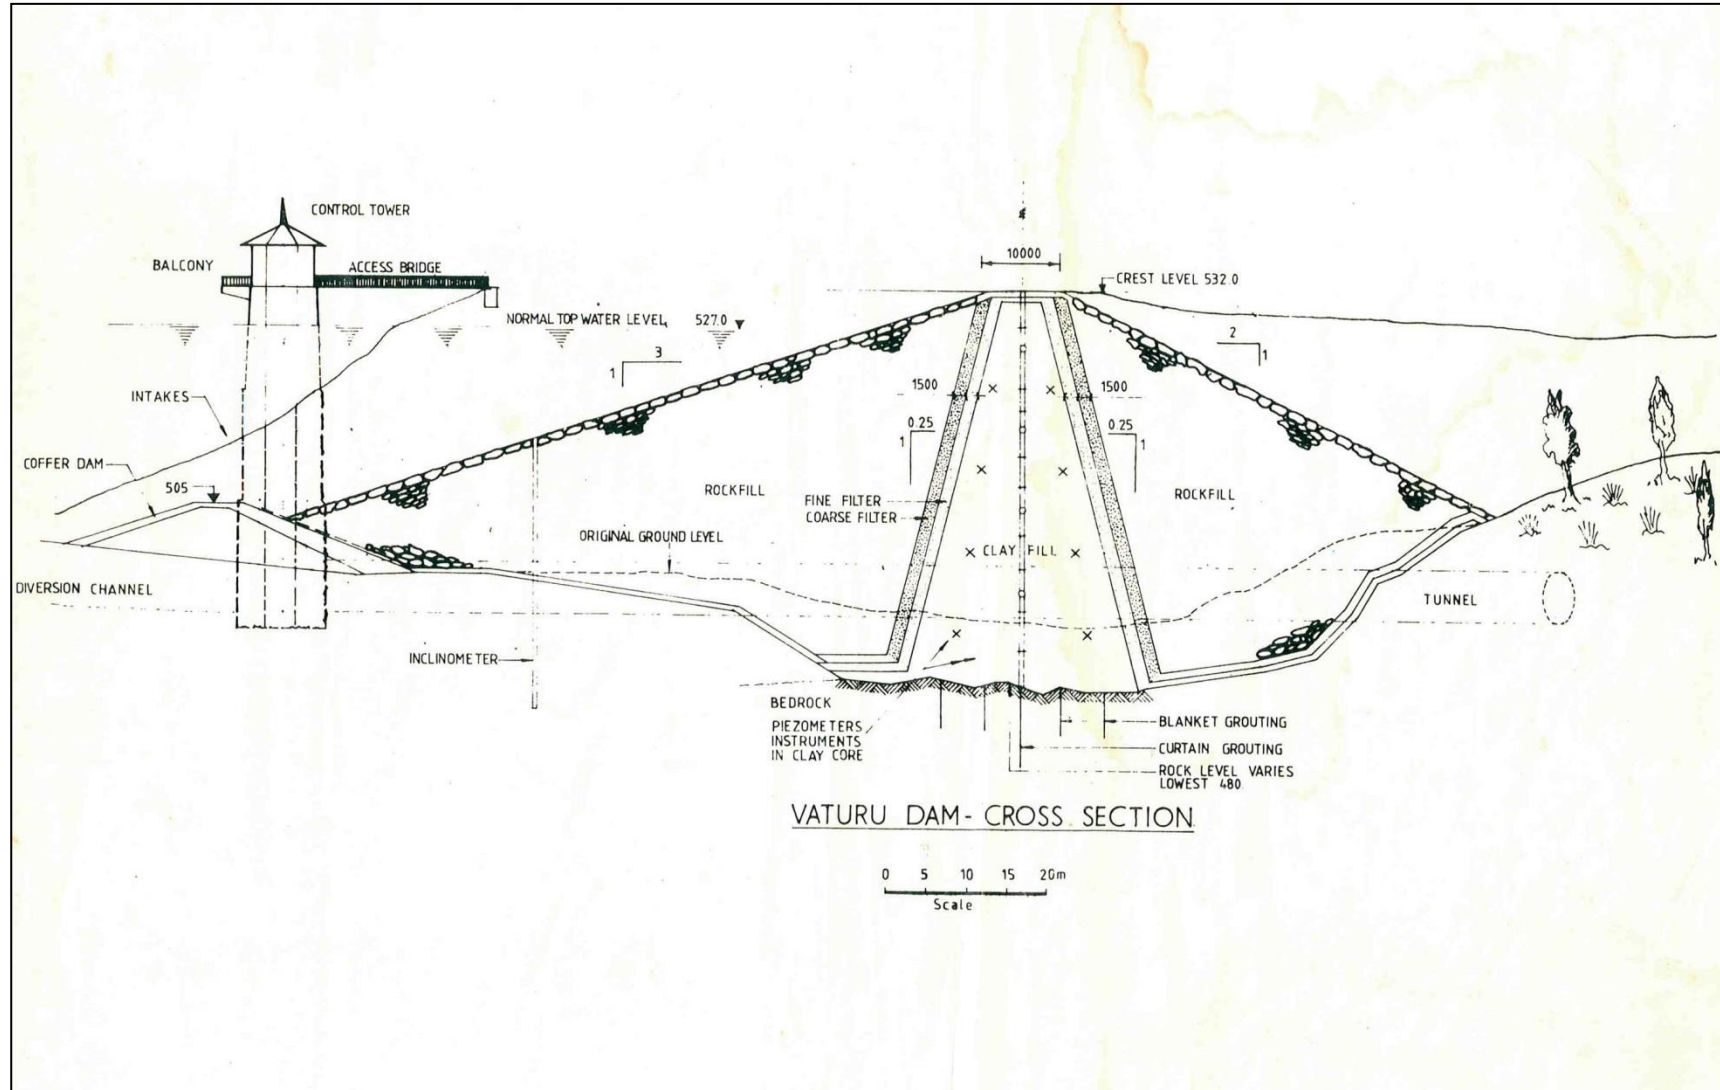 CONTROL TOWER
BALCONY
ACCESS BRIDGE
10000
CREST LEVEL 532.0
NORMAL TOP WATER LEVEL 527.0
3
1
2
1
INTAKES
1500
1500
0.25
1
0.25
1
COFFER DAM
505
ROCKFILL
ROCKFILL
FINE FILTER
COARSE FILTER
ORIGINAL GROUND LEVEL
CLAY FILL
DIVERSION CHANNEL
TUNNEL
INCLINOMETER
BEDROCK
PIEZOMETERS
INSTRUMENTS
IN CLAY CORE
BLANKET GROUTING
CURTAIN GROUTING
ROCK LEVEL VARIES
LOWEST 480
VATURU DAM - CROSS SECTION
0 5 10 15 20m
Scale